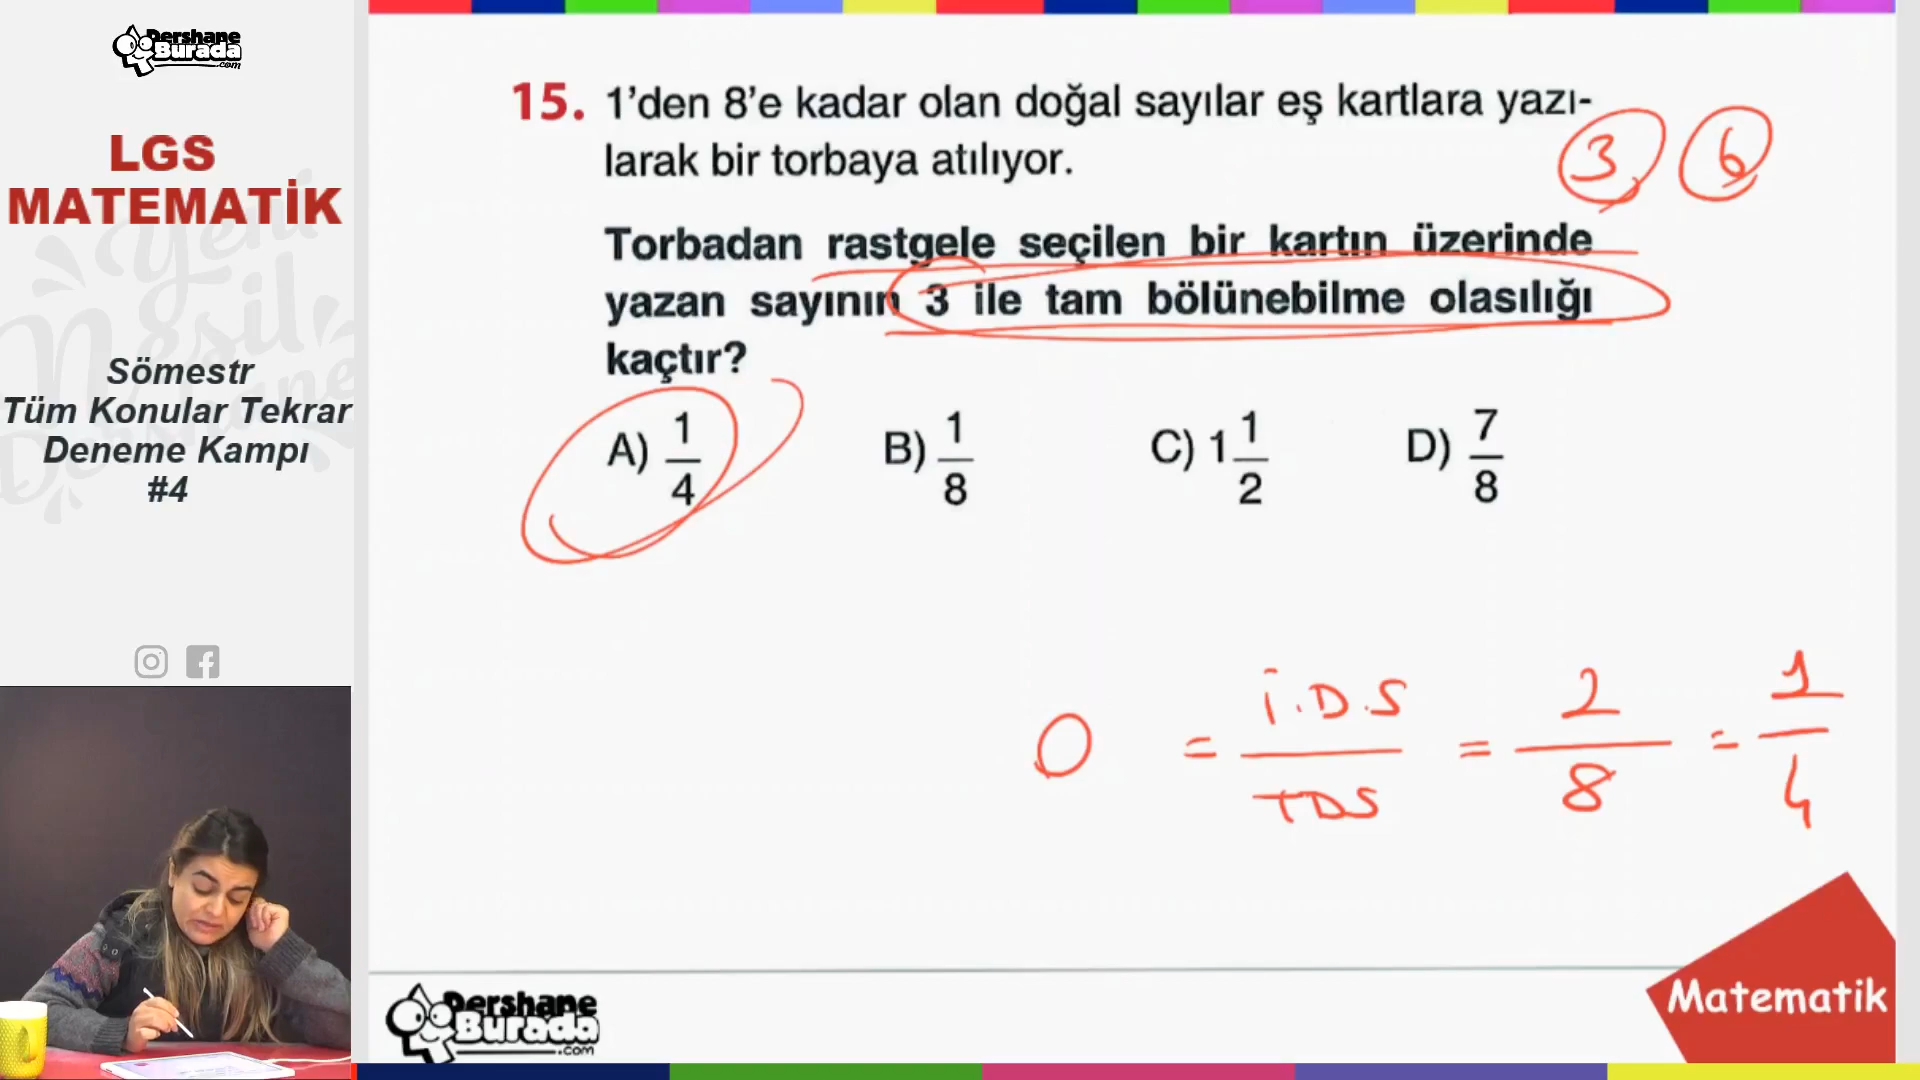 Dershane
Burada
.com
LGS
MATEMATİK
Yeni
Nesil
Dershane
Sömestr
Tüm Konular Tekrar
Deneme Kampı
#4
15. 1’den 8’e kadar olan doğal sayılar eş kartlara yazı-
larak bir torbaya atılıyor.
3 6
Torbadan rastgele seçilen bir kartın üzerinde
yazan sayının 3 ile tam bölünebilme olasılığı
kaçtır?
A) 1/4 B) 1/8 C) 1 1/2 D) 7/8
O = İ.D.S/TDS = 2/8 = 1/4
Dershane
Burada
.com
Matematik